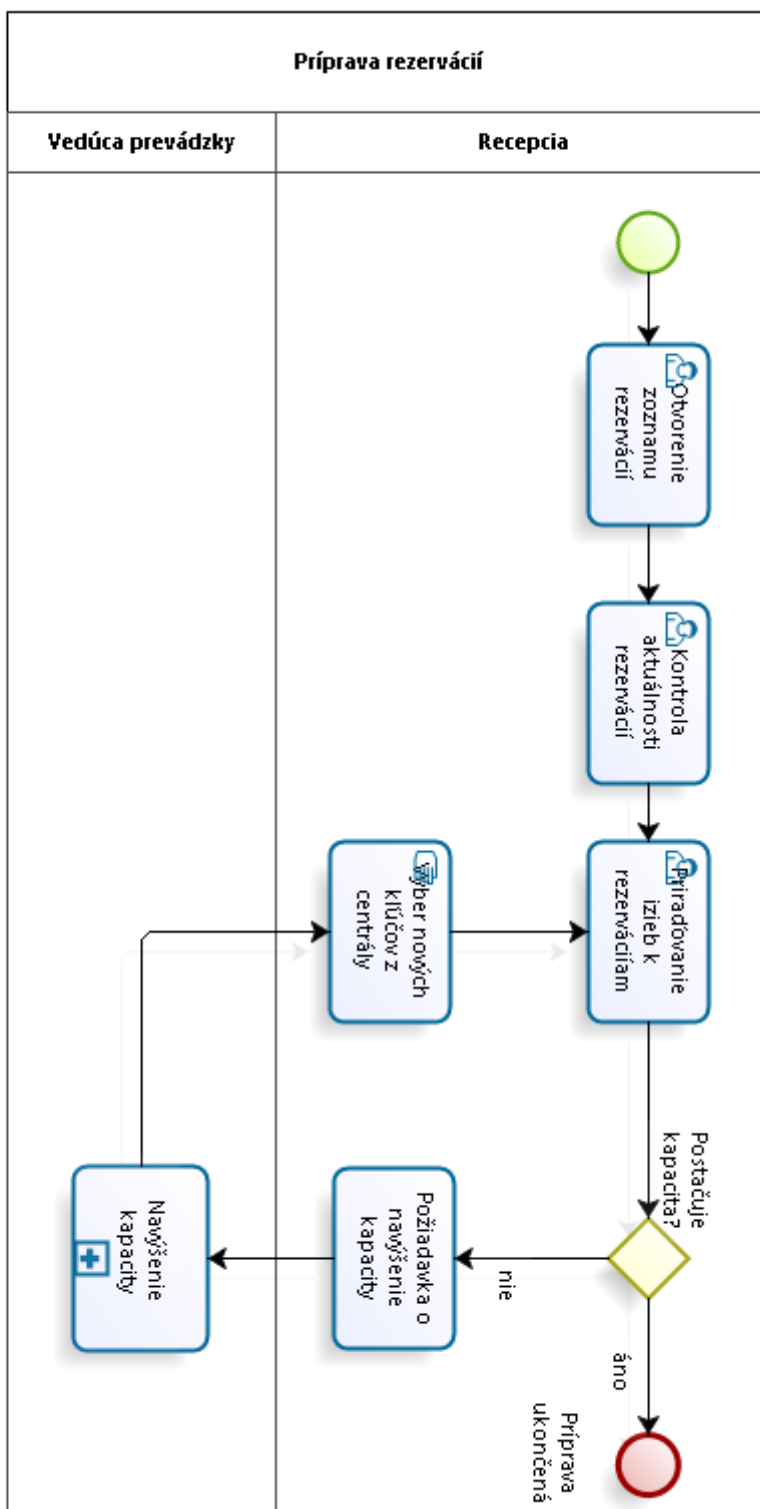 Príprava rezervácií
Vedúca prevádzky
Recepcia
Otvorenie
zoznamu
rezervácií
Kontrola
aktuálnosti
rezervácií
Priraďovanie
izieb k
rezerváciíam
Výber nových
kľúčov z
centrály
Postačuje
kapacita?
nie
Požiadavka o
navýšenie
kapacity
Navýšenie
kapacity
áno
Príprava
ukončená